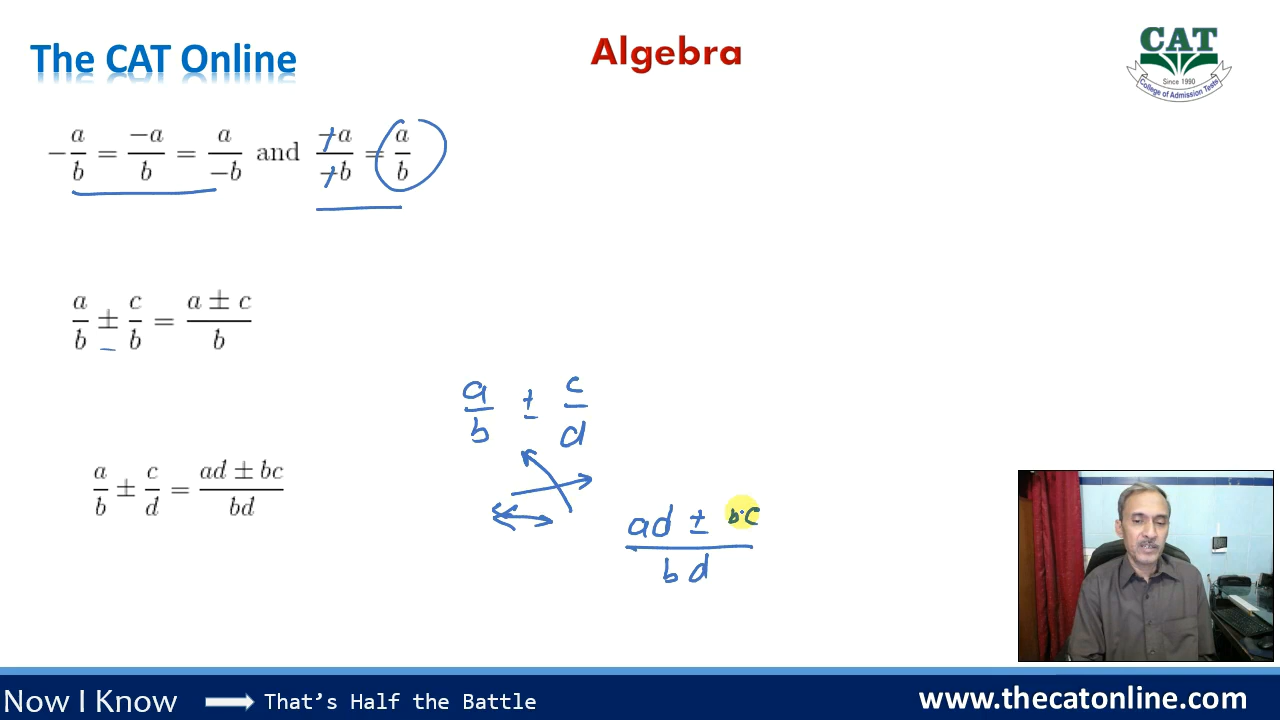 The CAT Online
Algebra
CAT
Since 1990
College of Admission Tests
-a/b = -a/b = a/-b and -a/-b = a/b
a/b ± c/b = a ± c/b
a/b ± c/d
a/b ± c/d = ad ± bc/bd
ad ± b·c/bd
Now I Know
That's Half the Battle
www.thecatonline.com